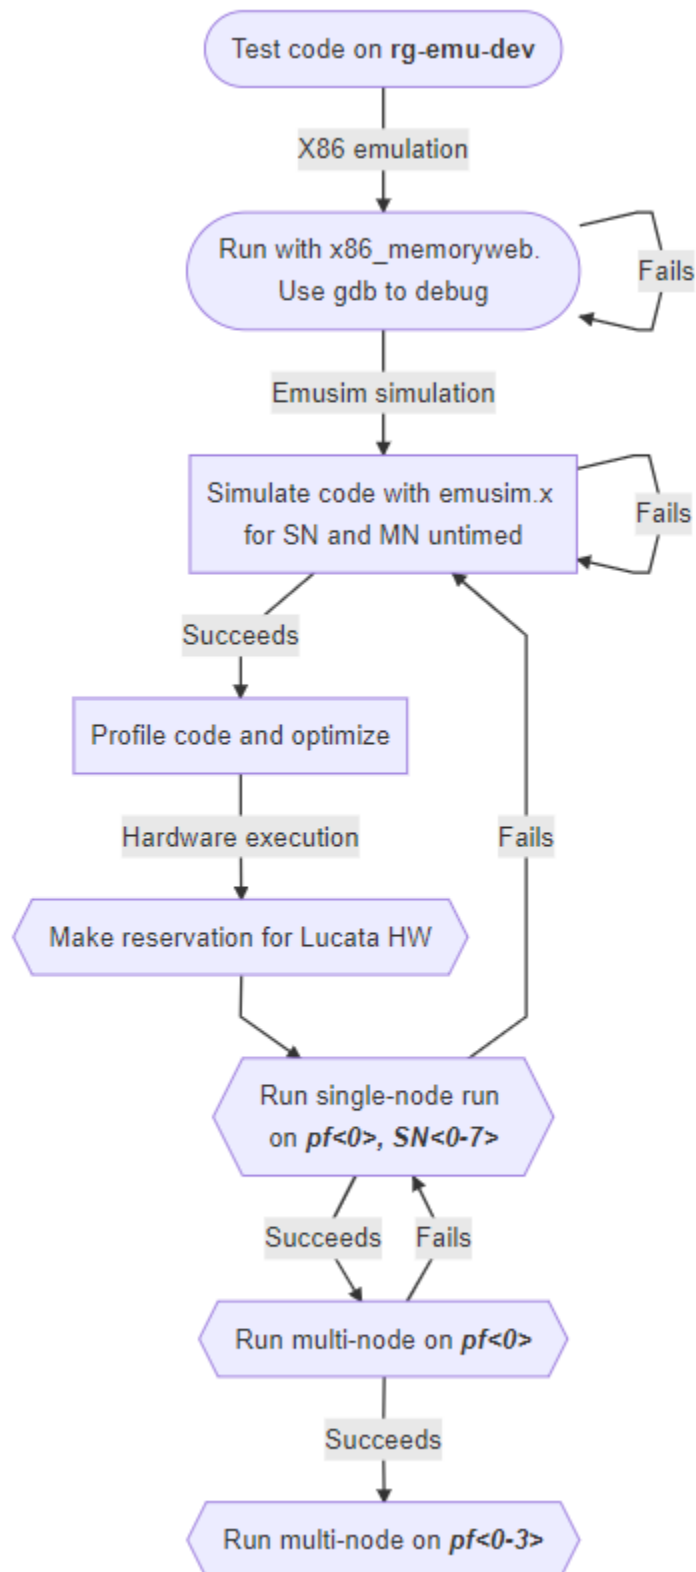 Test code on rg-emu-dev
X86 emulation
Run with x86_memoryweb.
Use gdb to debug
Fails
Emusim simulation
Simulate code with emusim.x
for SN and MN untimed
Fails
Succeeds
Profile code and optimize
Hardware execution
Fails
Make reservation for Lucata HW
Run single-node run
on pf<0>, SN<0-7>
Succeeds
Fails
Run multi-node on pf<0>
Succeeds
Run multi-node on pf<0-3>